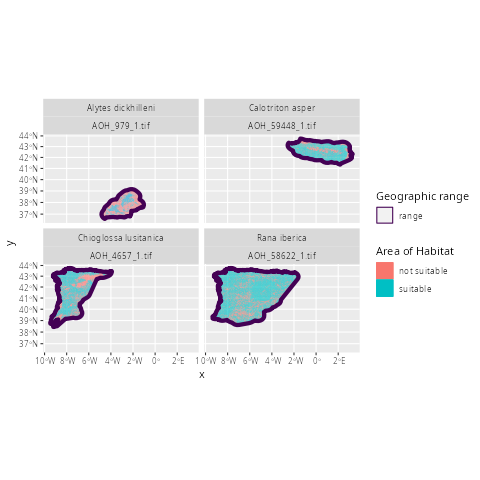 Alytes dickhilleni
Calotriton asper
AOH_979_1.tif
AOH_59448_1.tif
44°N
43°N
42°N
41°N
40°N
39°N
38°N
37°N
Chioglossa lusitanica
Rana iberica
AOH_4657_1.tif
AOH_58622_1.tif
44°N
43°N
42°N
41°N
40°N
39°N
38°N
37°N
10°W 8°W 6°W 4°W 2°W 0° 2°E
10°W 8°W 6°W 4°W 2°W 0° 2°E
x
y
Geographic range
range
Area of Habitat
not suitable
suitable